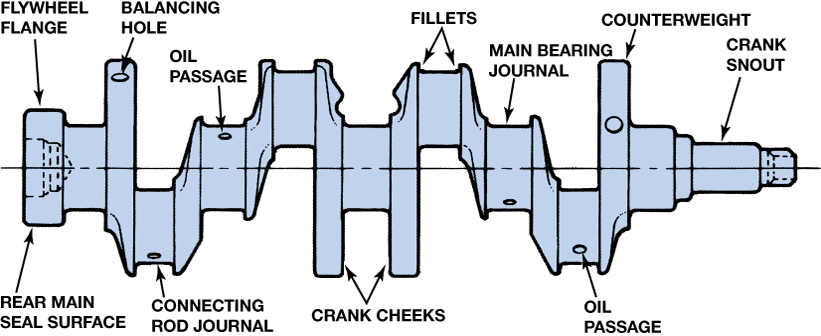 FLYWHEEL
FLANGE
BALANCING
HOLE
OIL
PASSAGE
FILLETS
MAIN BEARING
JOURNAL
COUNTERWEIGHT
CRANK
SNOUT
REAR MAIN
SEAL SURFACE
CONNECTING
ROD JOURNAL
CRANK CHEEKS
OIL
PASSAGE